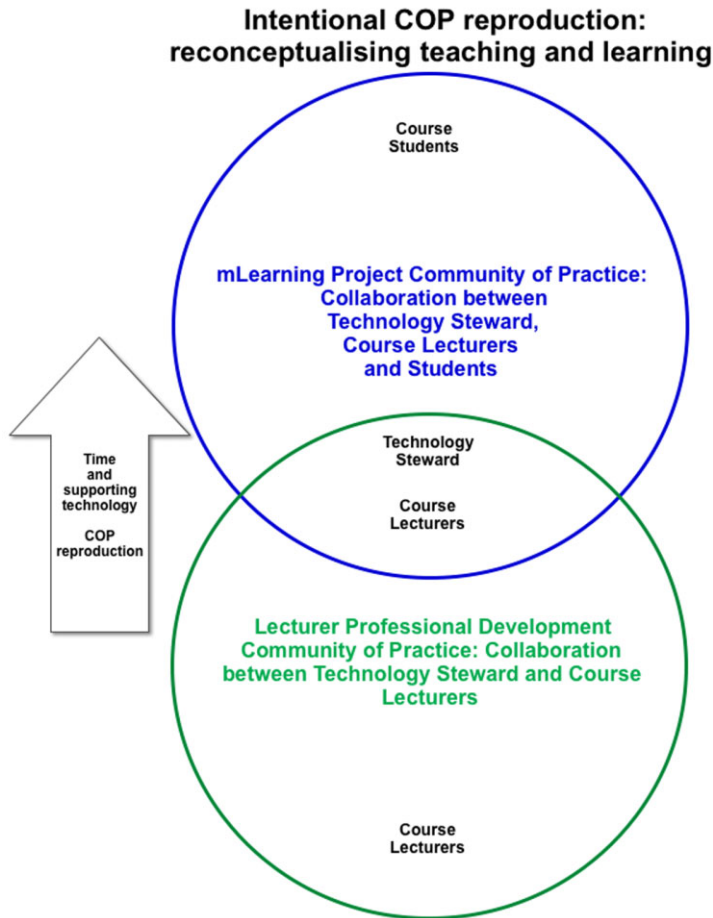 Intentional COP reproduction:
reconceptualising teaching and learning
Course
Students
mLearning Project Community of Practice:
Collaboration between
Technology Steward,
Course Lecturers
and Students
Technology
Steward
Course
Lecturers
Time
and
supporting
technology
COP
reproduction
Lecturer Professional Development
Community of Practice: Collaboration
between Technology Steward and Course
Lecturers
Course
Lecturers